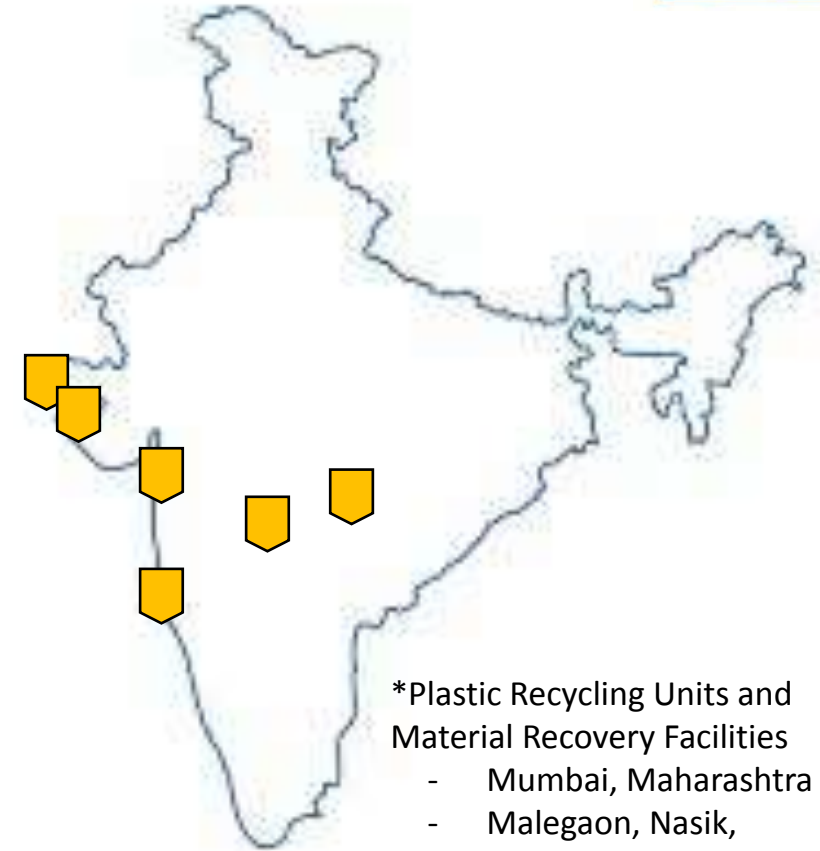 *Plastic Recycling Units and
Material Recovery Facilities
- Mumbai, Maharashtra
- Malegaon, Nasik,